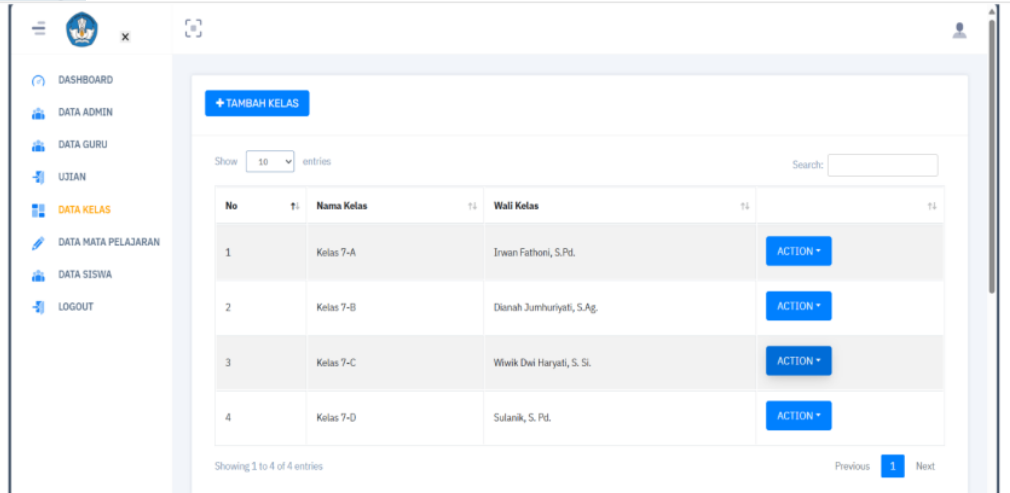 DASHBOARD
DATA ADMIN
DATA GURU
UJIAN
DATA KELAS
DATA MATA PELAJARAN
DATA SISWA
LOGOUT
+TAMBAH KELAS
Show 10 entries
Search:
No Nama Kelas Wali Kelas
1 Kelas 7-A Irwan Fathoni, S.Pd. ACTION
2 Kelas 7-B Dianah Jumhuriyati, S.Ag. ACTION
3 Kelas 7-C Wiwik Dwi Haryati, S. Si. ACTION
4 Kelas 7-D Sulanik, S. Pd. ACTION
Showing 1 to 4 of 4 entries
Previous 1 Next